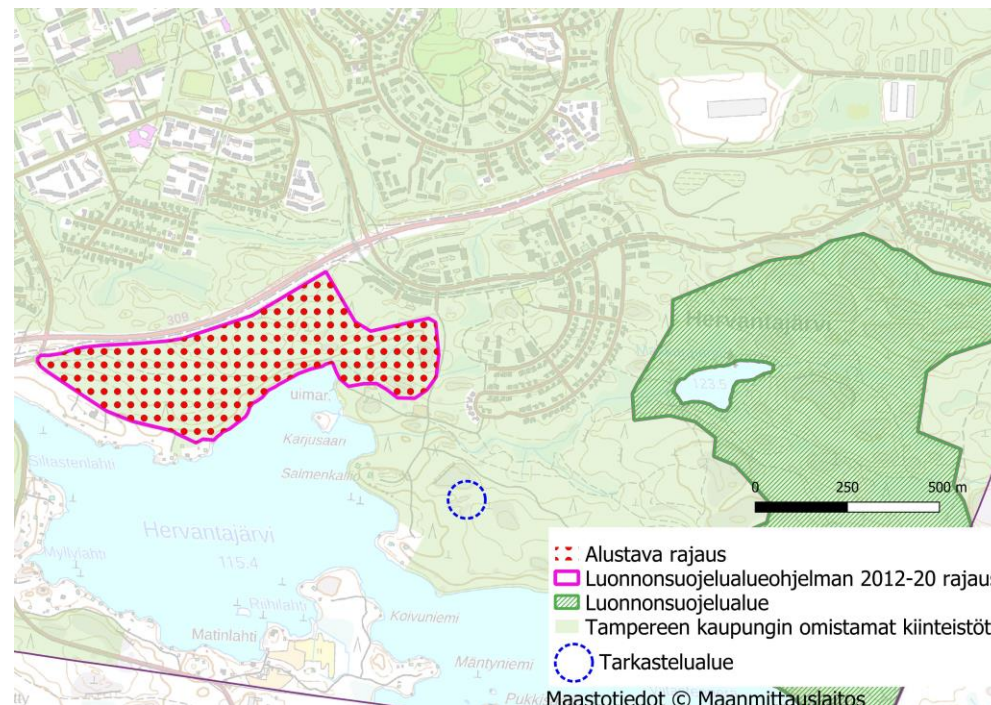 309
Hervantajärvi
123.5
uimar.
Karjusaari
Siltastenlahti
Saimenkallio
Hervantajärvi
115.4
Myllylahti
Riihilahti
Matinlahti
Koivuniemi
Mäntyniemi
0 250 500 m
Alustava rajaus
Luonnonsuojelualueohjelman 2012-20 rajaus
Luonnonsuojelualue
Tampereen kaupungin omistamat kiinteistöt
Tarkastelualue
Maastotiedot © Maanmittauslaitos